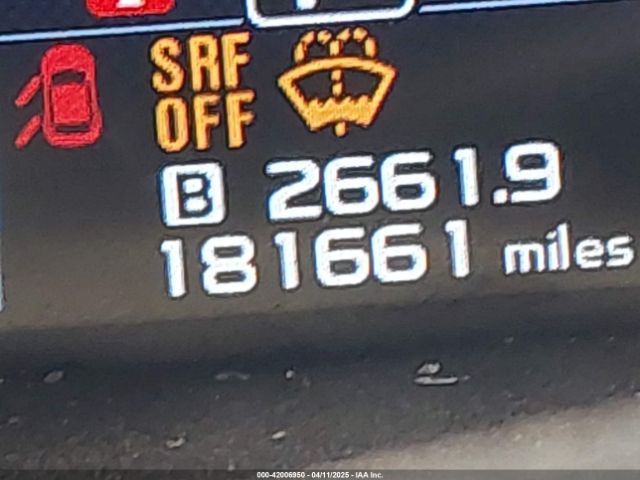 SRF
OFF
B 2661.9
181661 miles
000-42006950 - 04/11/2025 - IAA Inc.